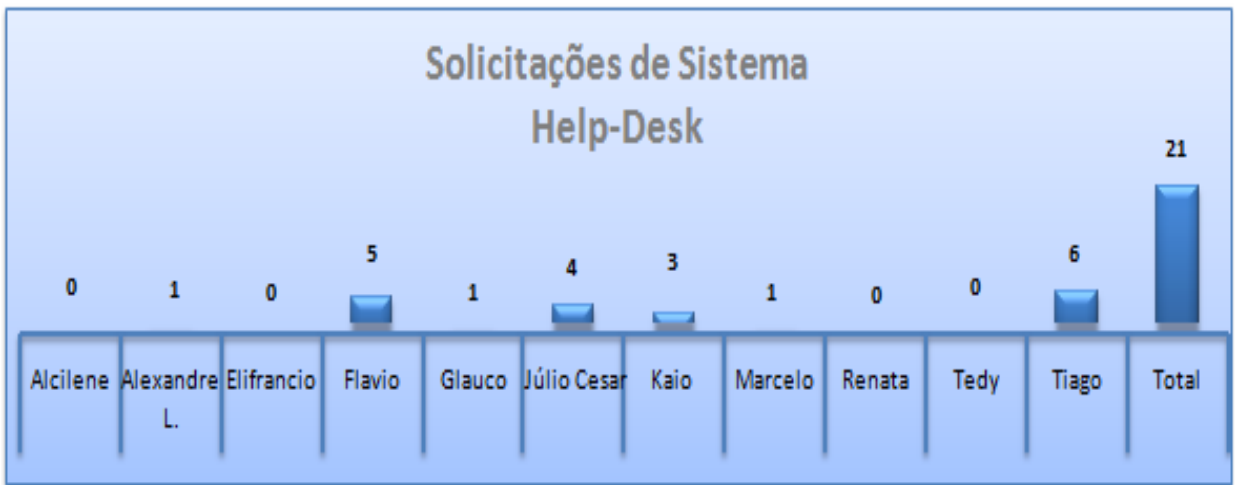 Solicitações de Sistema
Help-Desk
21
0 1 0 5 1 4 3 1 0 0 6
Alcilene Alexandre L. Elifrancio Flavio Glauco Júlio Cesar Kaio Marcelo Renata Tedy Tiago Total